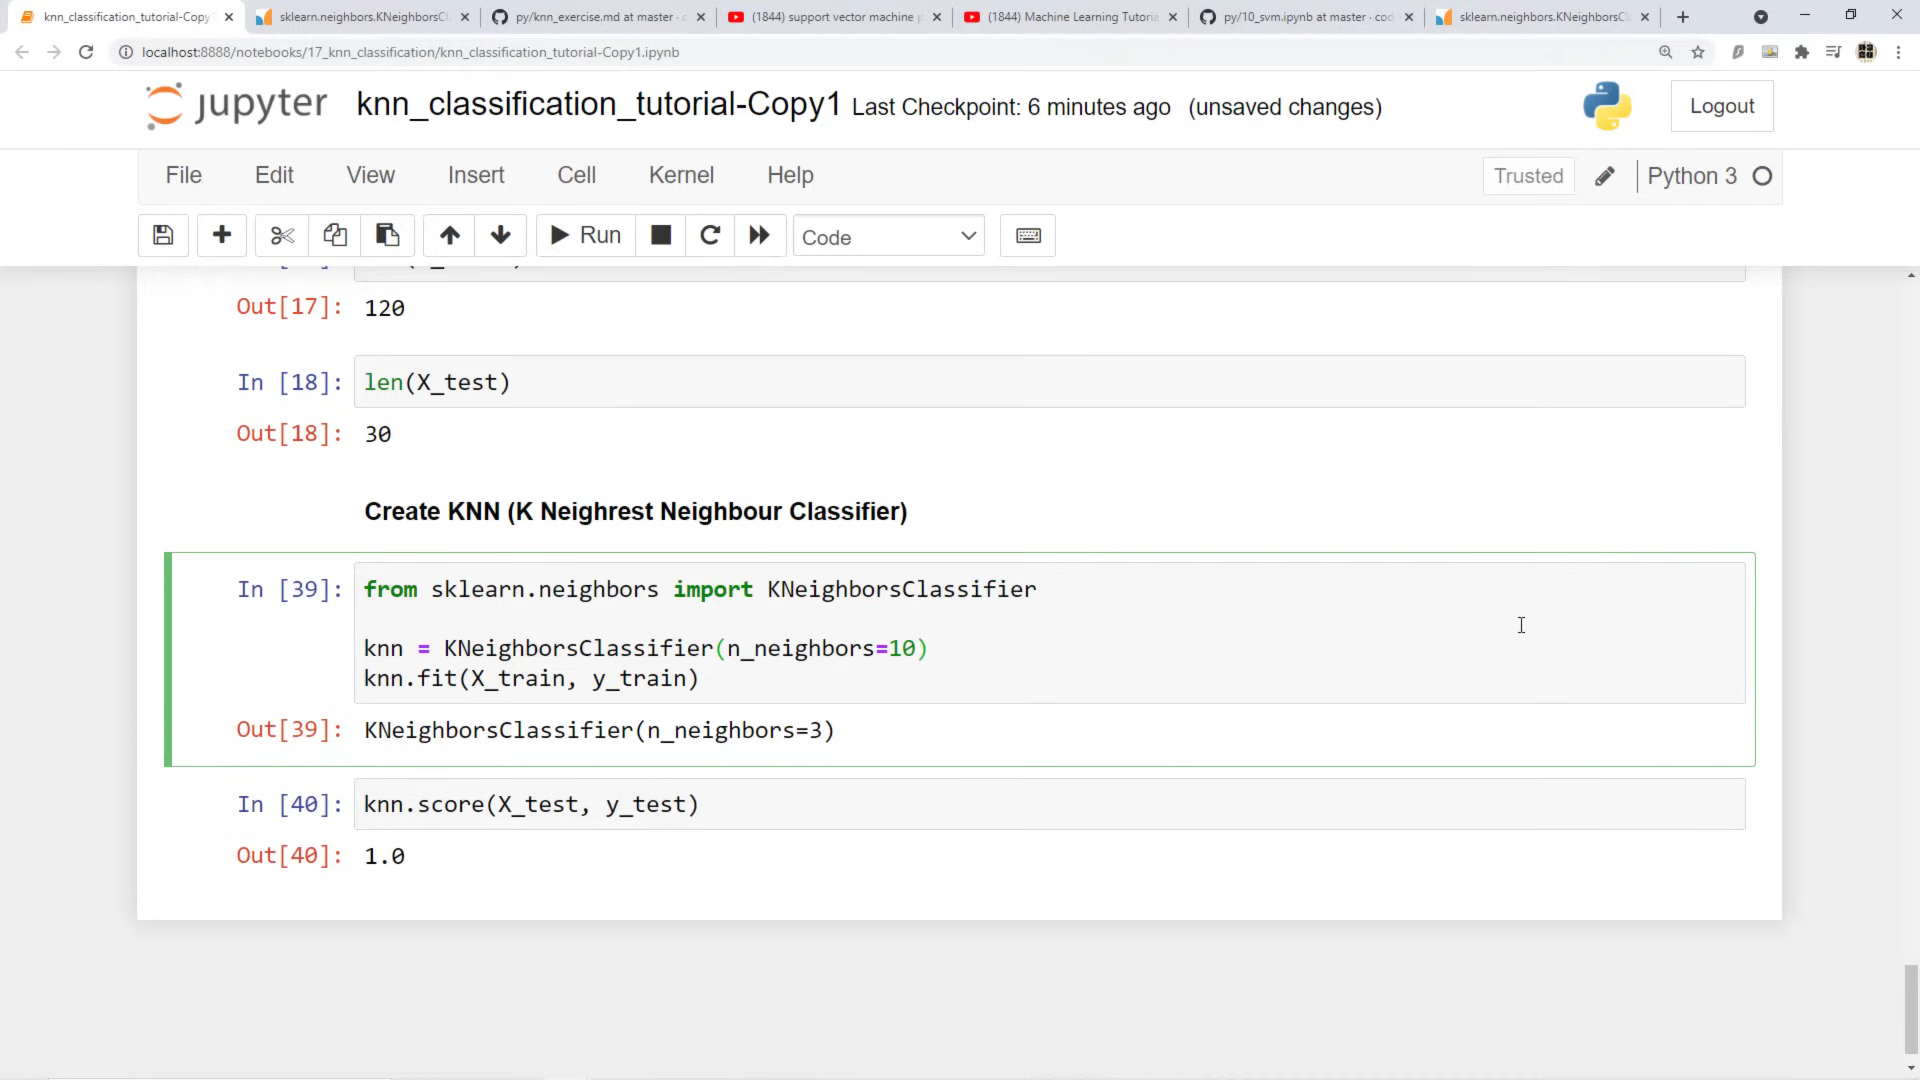 knn_classification_tutorial-Copy1
sklearn.neighbors.KNeighborsCl
py/knn_exercise.md at master ·
(1844) support vector machine
(1844) Machine Learning Tutoria
py/10_svm.ipynb at master · cod
sklearn.neighbors.KNeighborsCl
localhost:8888/notebooks/17_knn_classification/knn_classification_tutorial-Copy1.ipynb
jupyter knn_classification_tutorial-Copy1 Last Checkpoint: 6 minutes ago (unsaved changes)
Logout
File Edit View Insert Cell Kernel Help
Trusted
Python 3
Run
Code
Out[17]: 120
In [18]: len(X_test)
Out[18]: 30
Create KNN (K Neighrest Neighbour Classifier)
In [39]: from sklearn.neighbors import KNeighborsClassifier
knn = KNeighborsClassifier(n_neighbors=10)
knn.fit(X_train, y_train)
Out[39]: KNeighborsClassifier(n_neighbors=3)
In [40]: knn.score(X_test, y_test)
Out[40]: 1.0